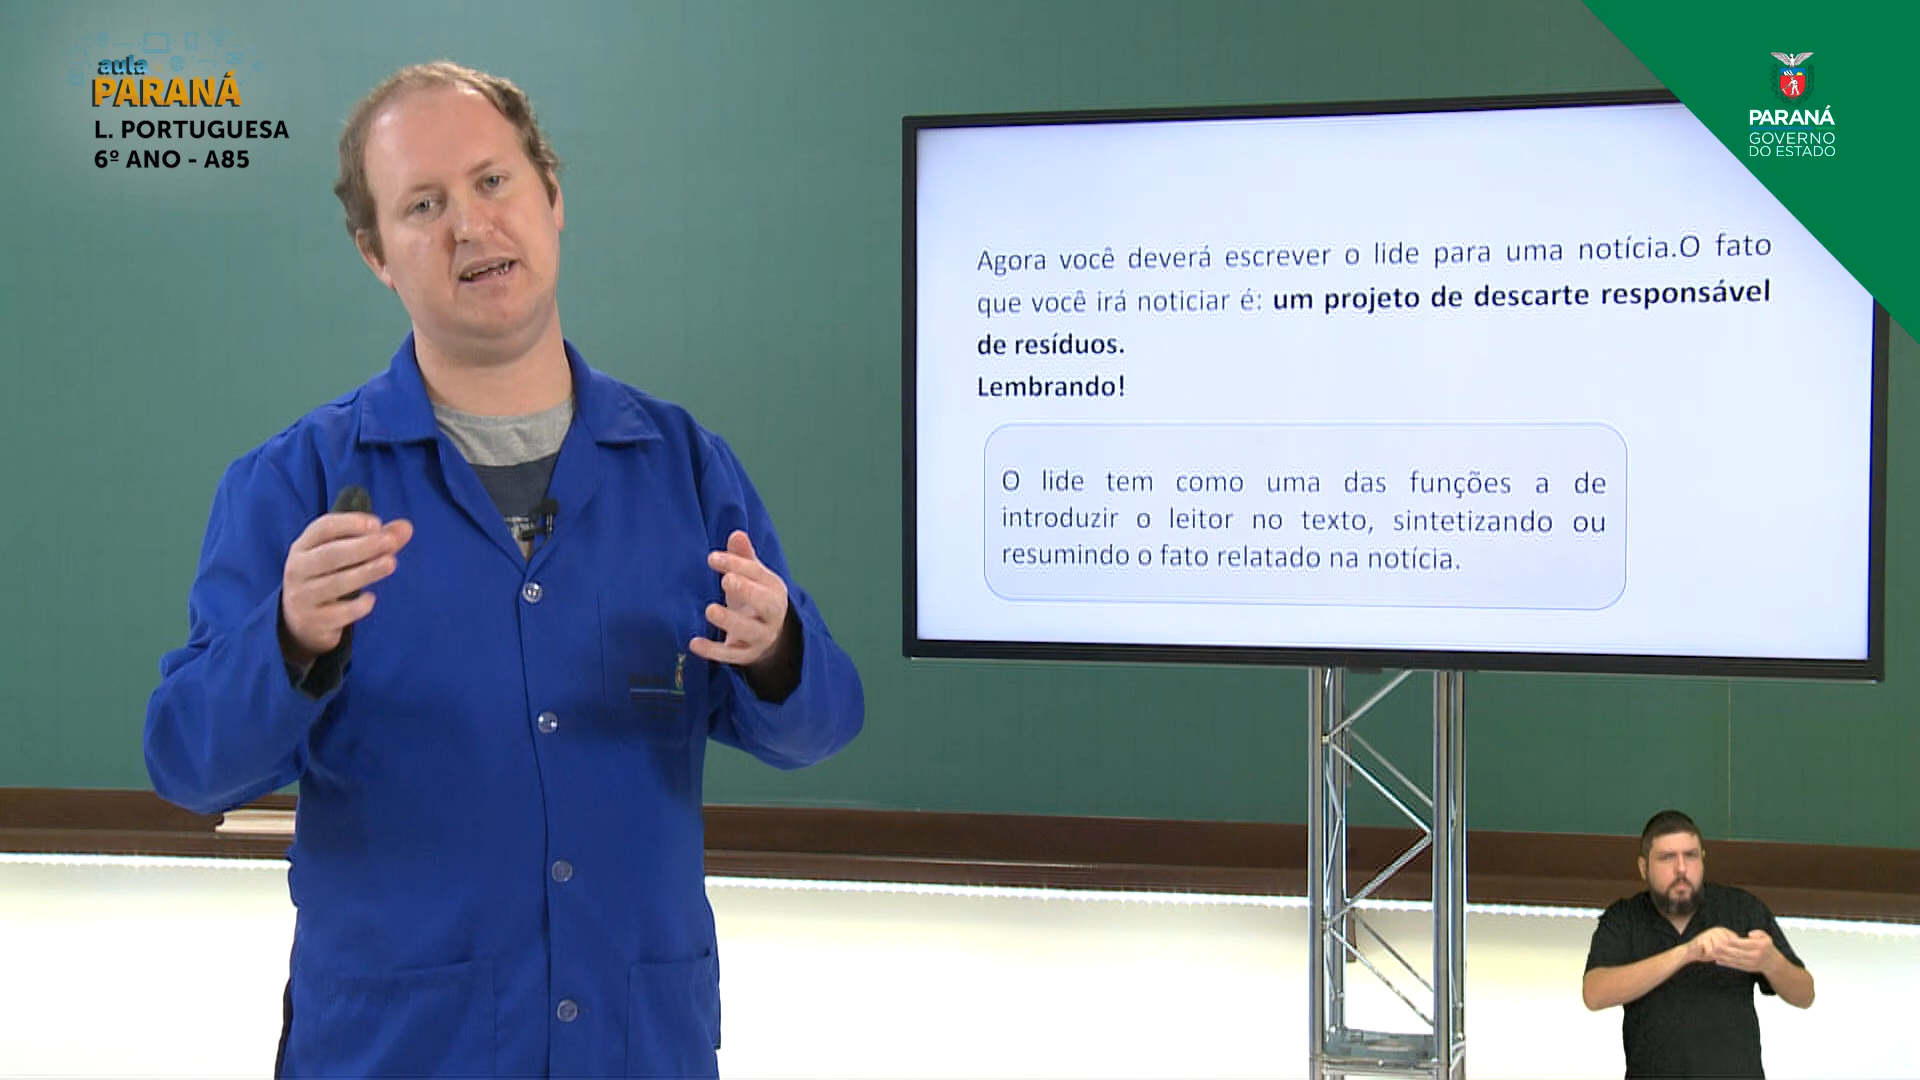 aula
PARANÁ
L. PORTUGUESA
6º ANO - A85
PARANÁ
GOVERNO
DO ESTADO
Agora você deverá escrever o lide para uma notícia.O fato
que você irá noticiar é: um projeto de descarte responsável
de resíduos.
Lembrando!
O lide tem como uma das funções a de
introduzir o leitor no texto, sintetizando ou
resumindo o fato relatado na notícia.